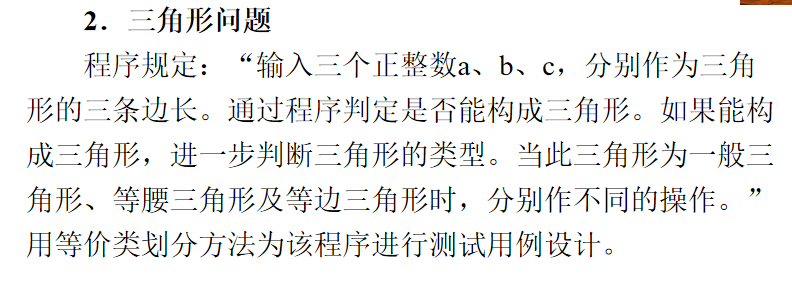 2．三角形问题
程序规定：“输入三个正整数a、b、c，分别作为三角
形的三条边长。通过程序判定是否能构成三角形。如果能构
成三角形，进一步判断三角形的类型。当此三角形为一般三
角形、等腰三角形及等边三角形时，分别作不同的操作。”
用等价类划分方法为该程序进行测试用例设计。